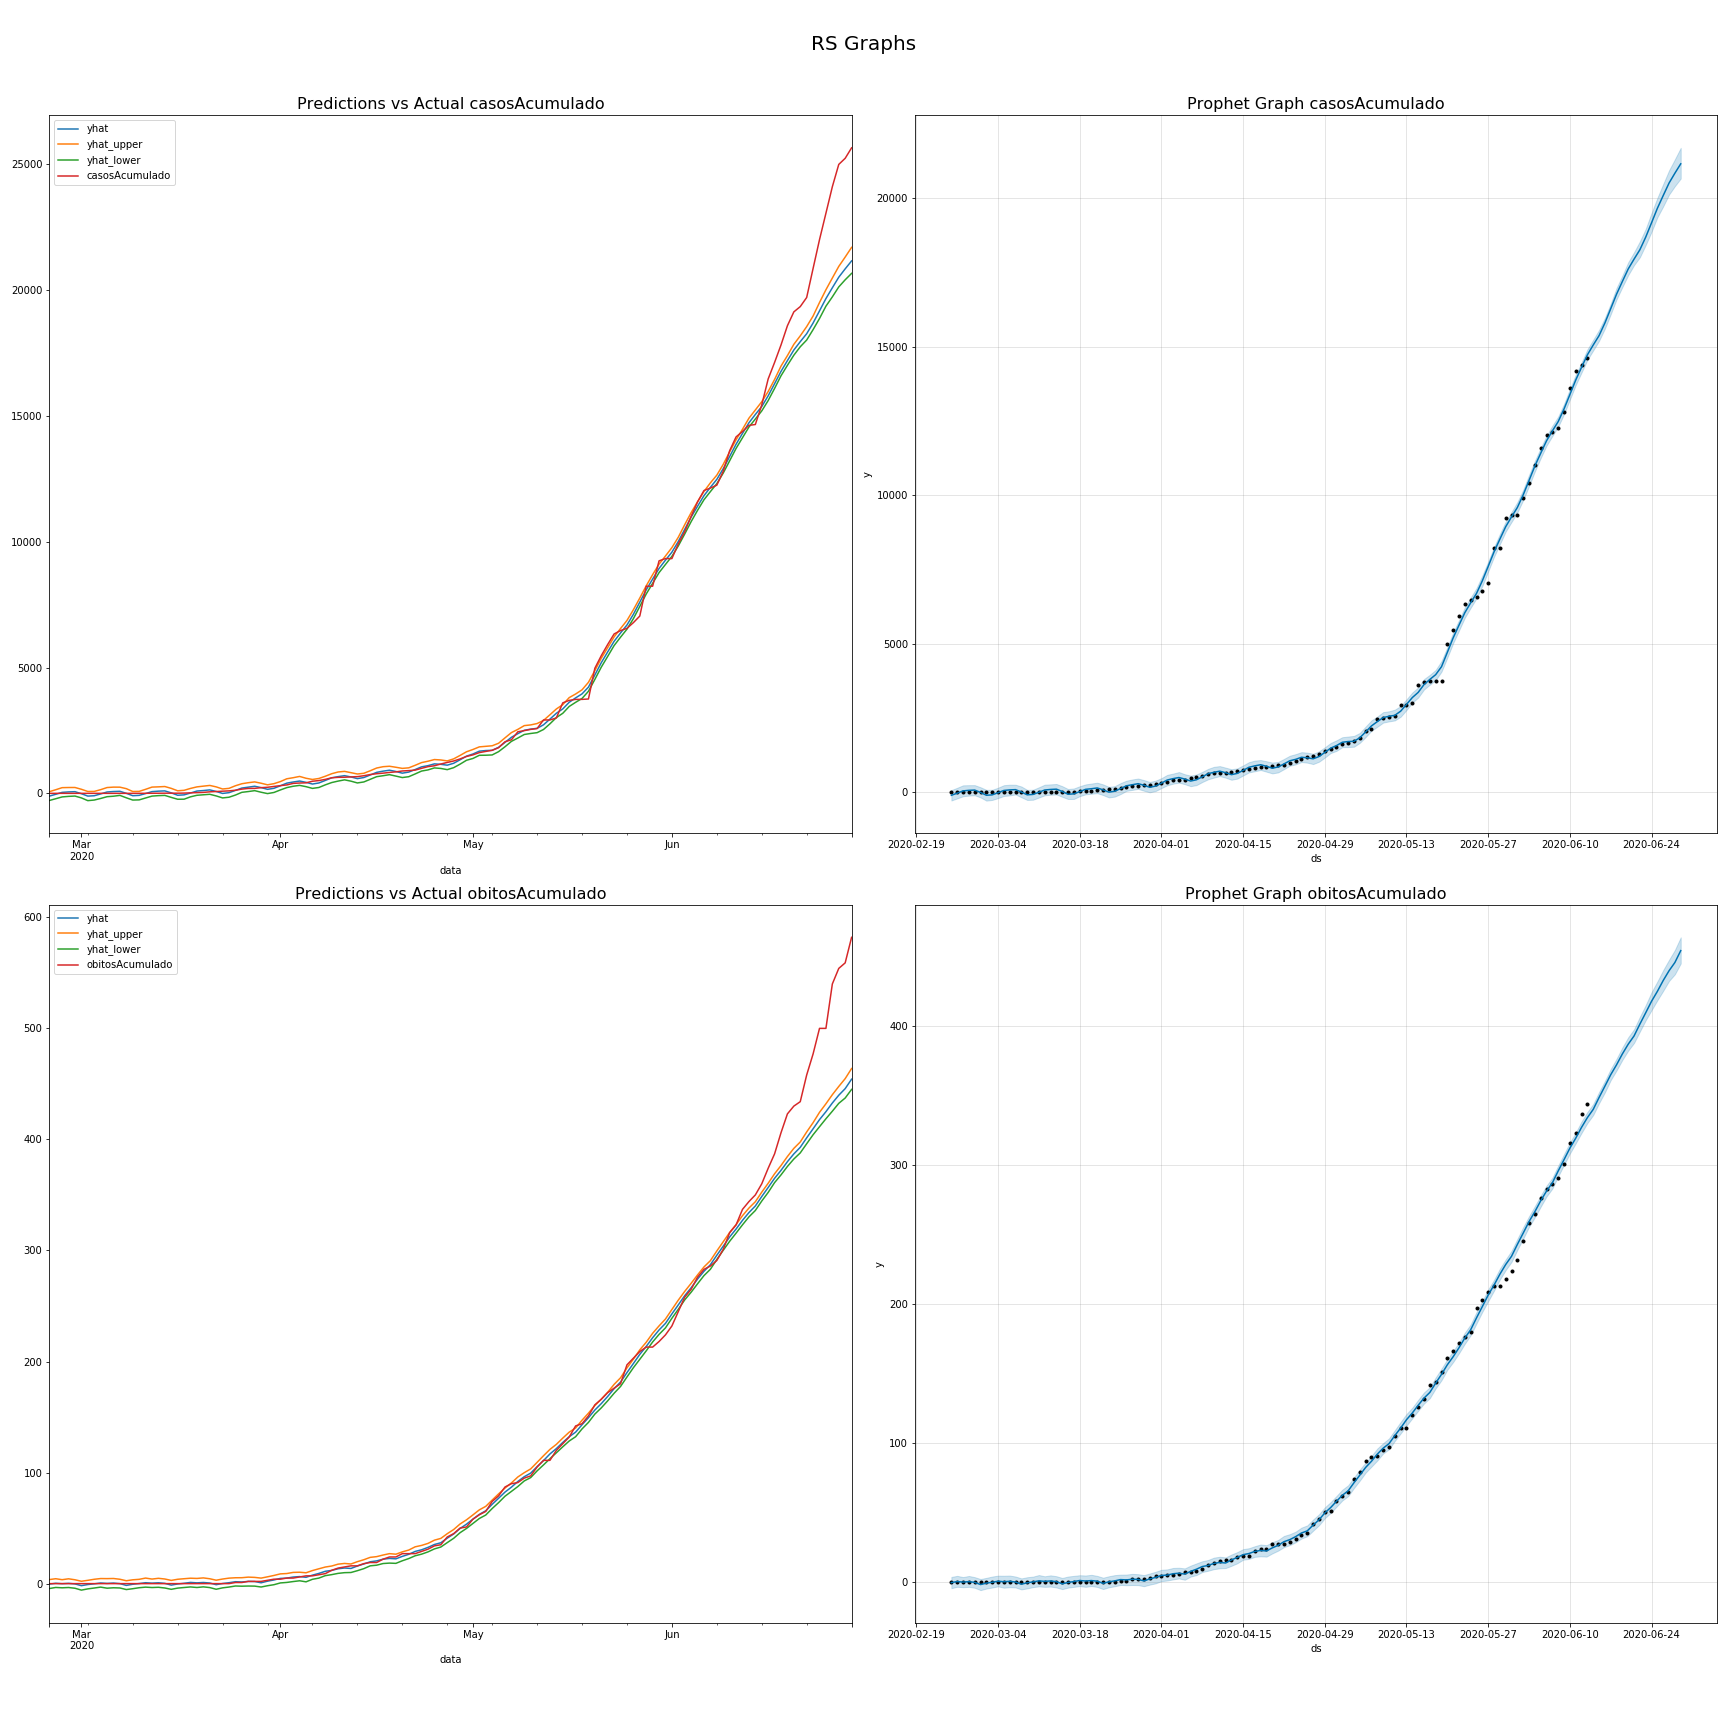 RS Graphs
Predictions vs Actual casosAcumulado
yhat
yhat_upper
yhat_lower
casosAcumulado
25000
20000
15000
10000
5000
0
Mar
2020
Apr
May
Jun
data
Prophet Graph casosAcumulado
y
20000
15000
10000
5000
0
2020-02-19
2020-03-04
2020-03-18
2020-04-01
2020-04-15
2020-04-29
2020-05-13
2020-05-27
2020-06-10
2020-06-24
ds
Predictions vs Actual obitosAcumulado
yhat
yhat_upper
yhat_lower
obitosAcumulado
600
500
400
300
200
100
0
Mar
2020
Apr
May
Jun
data
Prophet Graph obitosAcumulado
y
400
300
200
100
0
2020-02-19
2020-03-04
2020-03-18
2020-04-01
2020-04-15
2020-04-29
2020-05-13
2020-05-27
2020-06-10
2020-06-24
ds